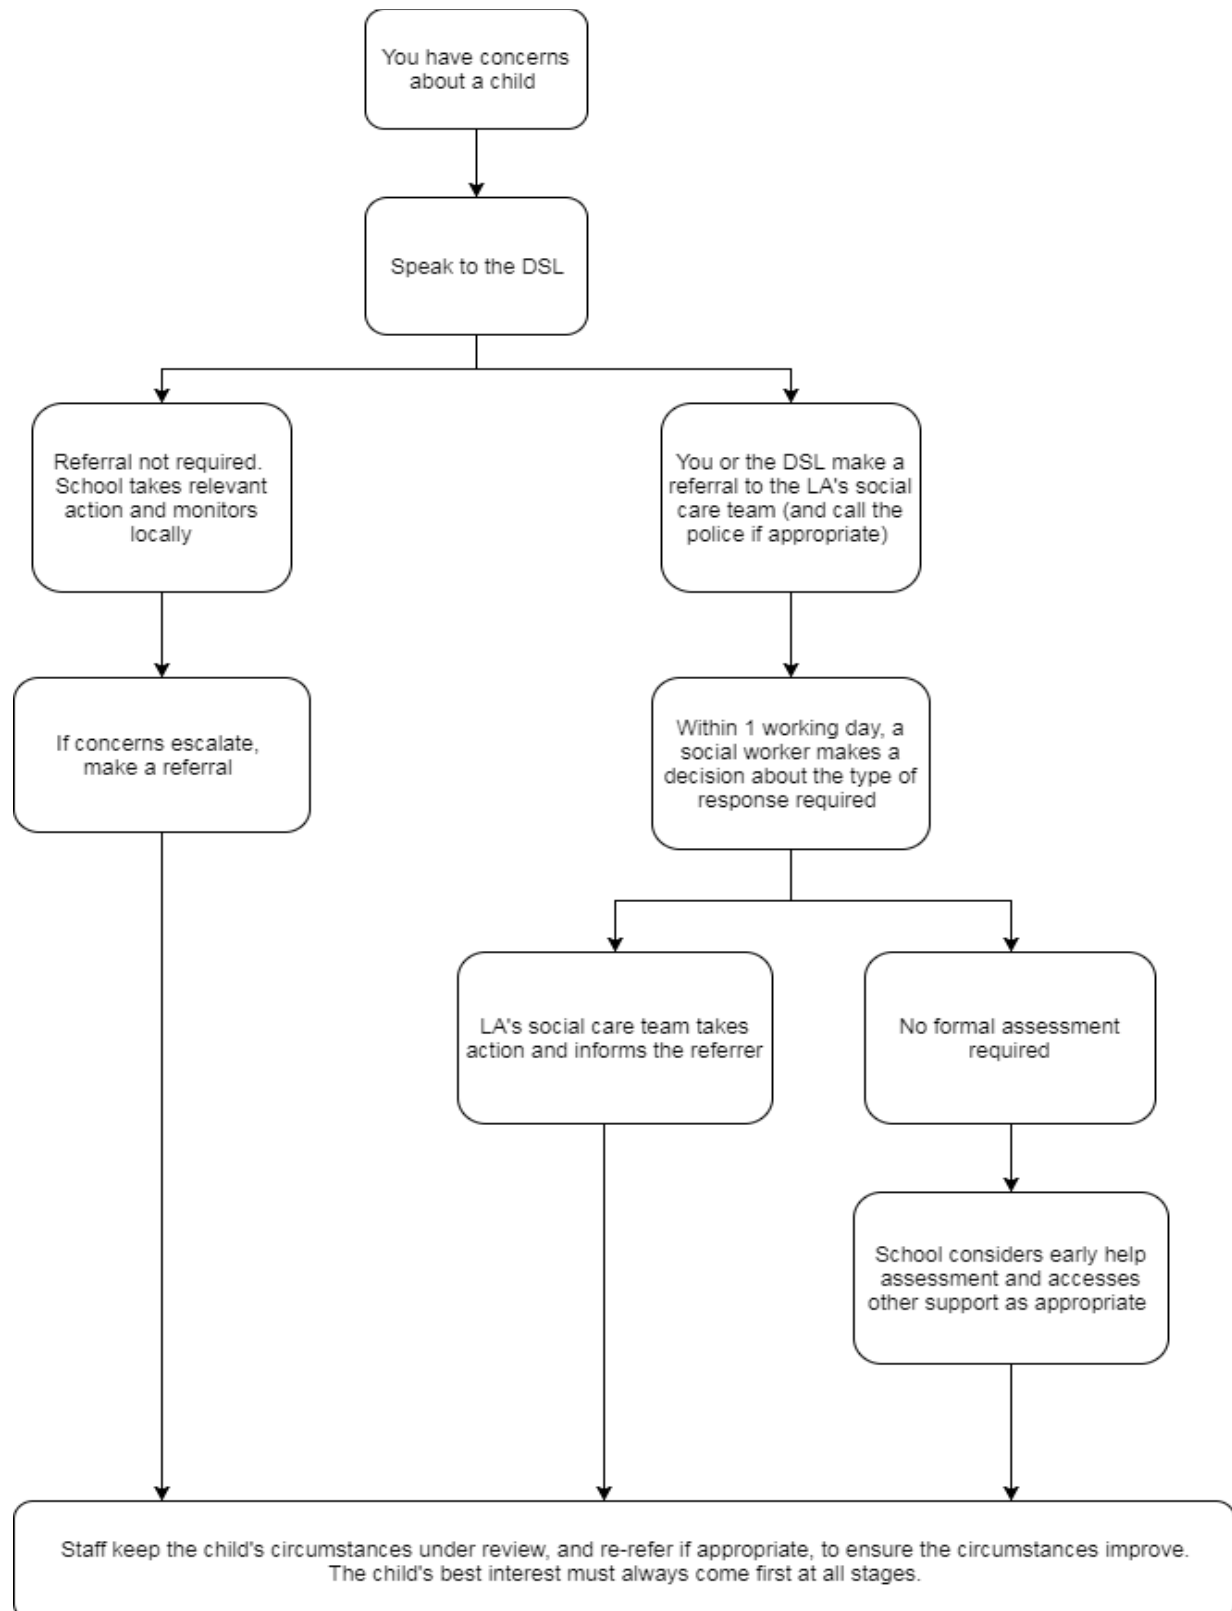 You have concerns
about a child
Speak to the DSL
Referral not required.
School takes relevant
action and monitors
locally
You or the DSL make a
referral to the LA's social
care team (and call the
police if appropriate)
If concerns escalate,
make a referral
Within 1 working day, a
social worker makes a
decision about the type of
response required
LA's social care team takes
action and informs the referrer
No formal assessment
required
School considers early help
assessment and accesses
other support as appropriate
Staff keep the child's circumstances under review, and re-refer if appropriate, to ensure the circumstances improve.
The child's best interest must always come first at all stages.